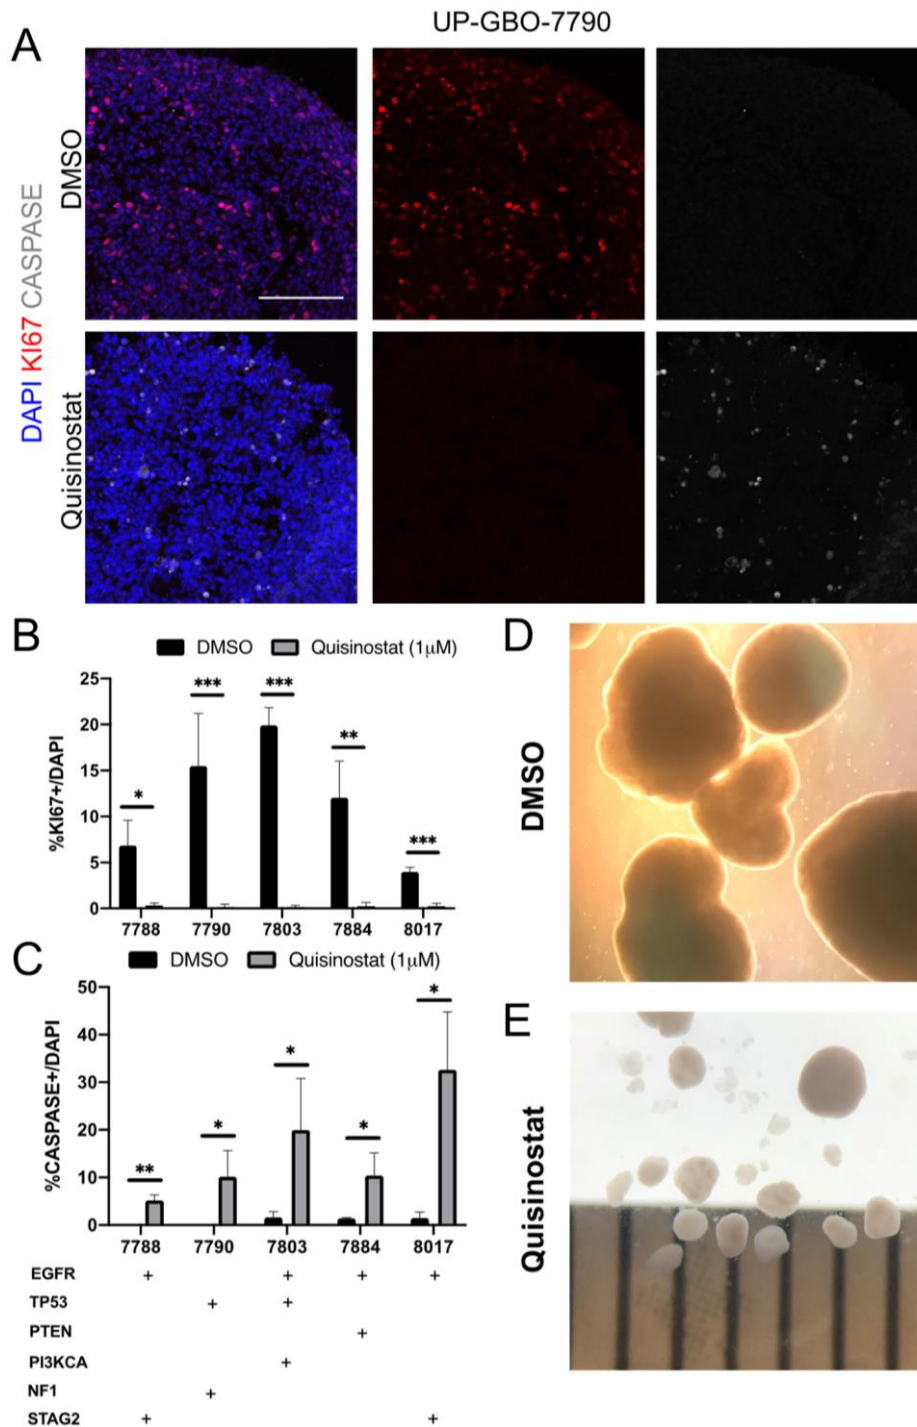 UP-GBO-7790
A
DAPI KI67 CASPASE
DMSO
Quisinostat
B
DMSO Quisinostat (1μM)
%KI67+/DAPI
25
20
15
10
5
0
* *** *** ** ***
7788 7790 7803 7884 8017
C
DMSO Quisinostat (1μM)
%CASPASE+/DAPI
50
40
30
20
10
0
** * * * *
7788 7790 7803 7884 8017
EGFR + + + +
TP53 + +
PTEN +
PI3KCA +
NF1 +
STAG2 + +
D
DMSO
E
Quisinostat